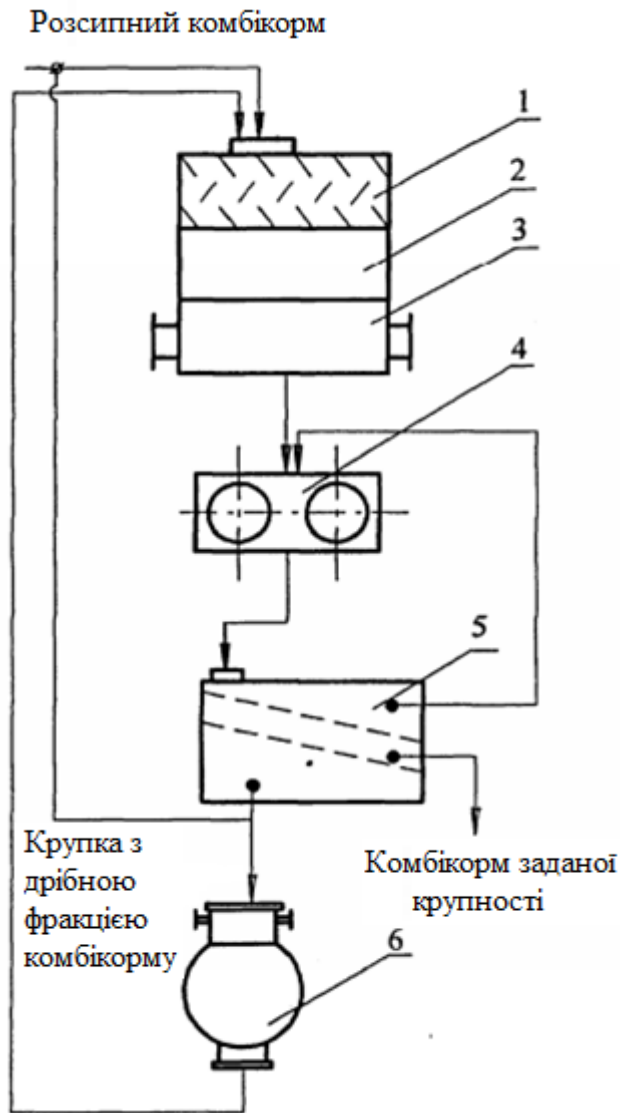 Розсипний комбікорм
1
2
3
4
5
Крупка з
дрібною
фракцією
комбікорму
Комбікорм заданої
крупності
6